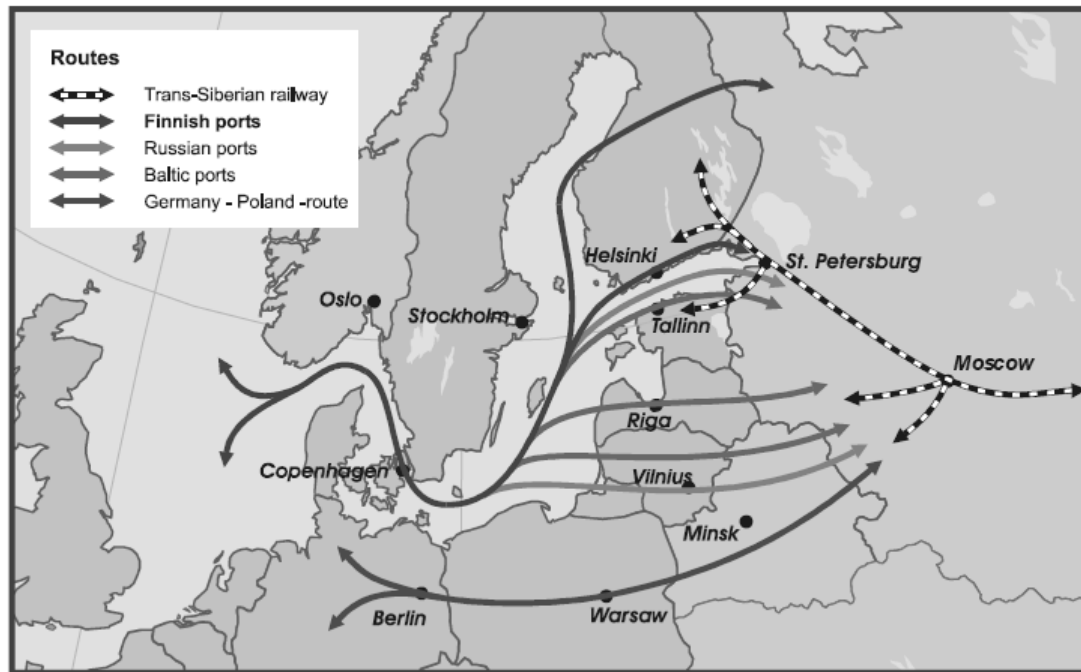 Routes
Trans-Siberian railway
Finnish ports
Russian ports
Baltic ports
Germany - Poland -route
Helsinki
St. Petersburg
Oslo
Stockholm
Tallinn
Moscow
Riga
Copenhagen
Vilnius
Minsk
Berlin
Warsaw